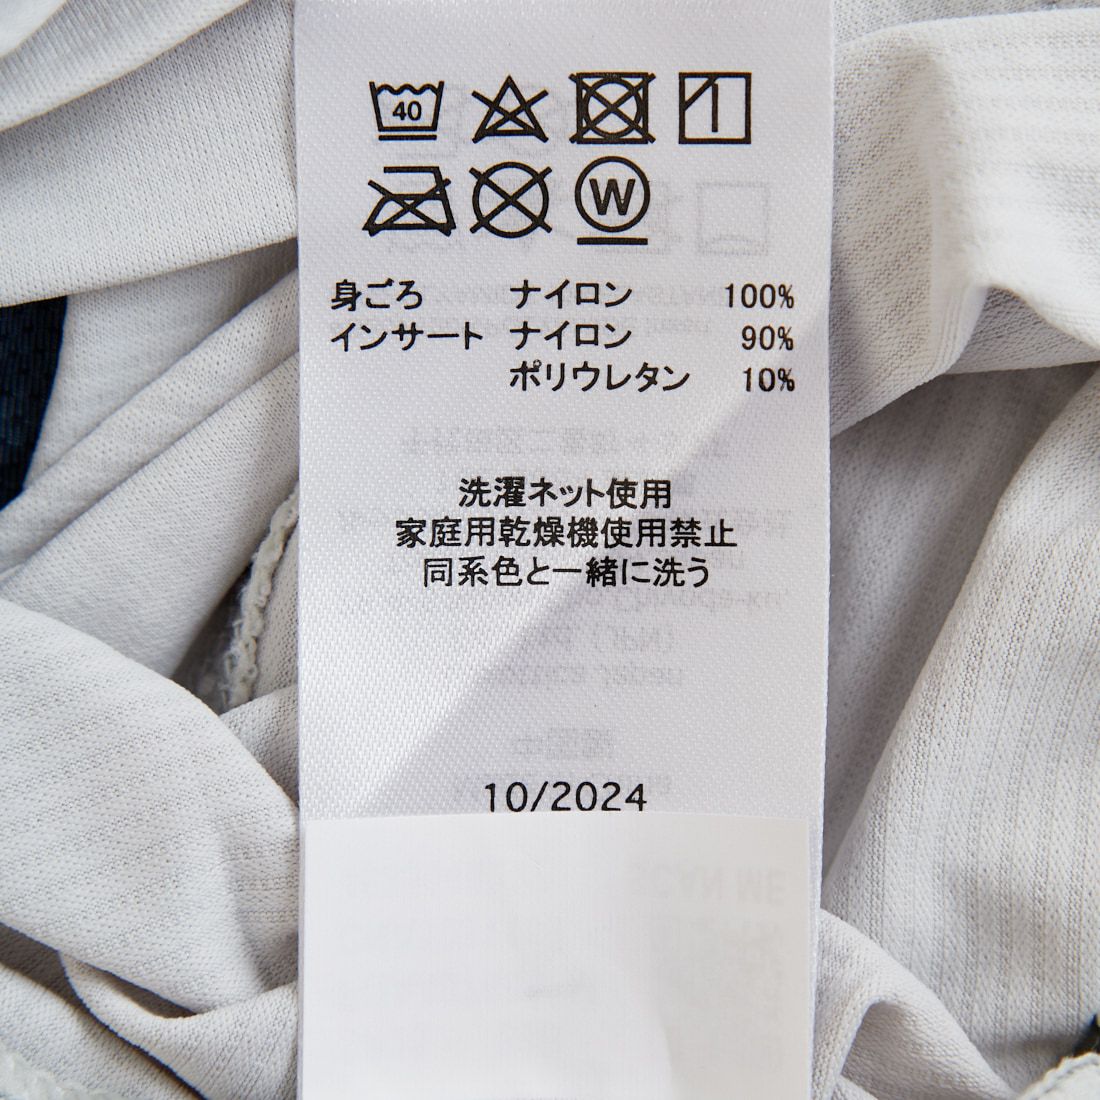 40
W
身ごろ ナイロン 100%
インサート ナイロン 90%
ポリウレタン 10%
洗濯ネット使用
家庭用乾燥機使用禁止
同系色と一緒に洗う
10/2024
SCAN ME